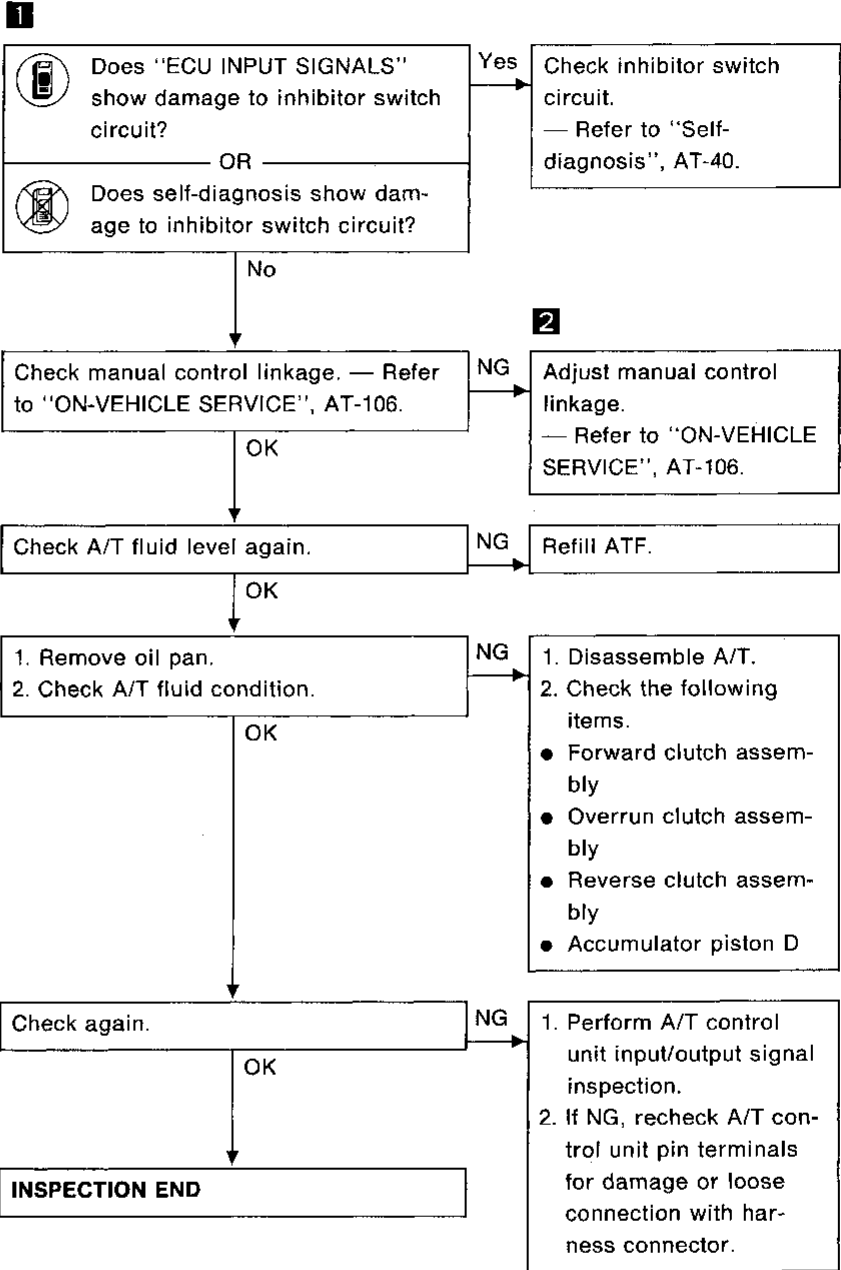 1
Does "ECU INPUT SIGNALS"
show damage to inhibitor switch
circuit?
OR
Does self-diagnosis show dam-
age to inhibitor switch circuit?
Yes
Check inhibitor switch
circuit.
— Refer to "Self-
diagnosis", AT-40.
No
2
Check manual control linkage. — Refer
to "ON-VEHICLE SERVICE", AT-106.
NG
Adjust manual control
linkage.
— Refer to "ON-VEHICLE
SERVICE", AT-106.
OK
Check A/T fluid level again.
NG
Refill ATF.
OK
1. Remove oil pan.
2. Check A/T fluid condition.
NG
1. Disassemble A/T.
2. Check the following
items.
● Forward clutch assem-
bly
● Overrun clutch assem-
bly
● Reverse clutch assem-
bly
● Accumulator piston D
OK
Check again.
NG
1. Perform A/T control
unit input/output signal
inspection.
2. If NG, recheck A/T con-
trol unit pin terminals
for damage or loose
connection with har-
ness connector.
OK
INSPECTION END